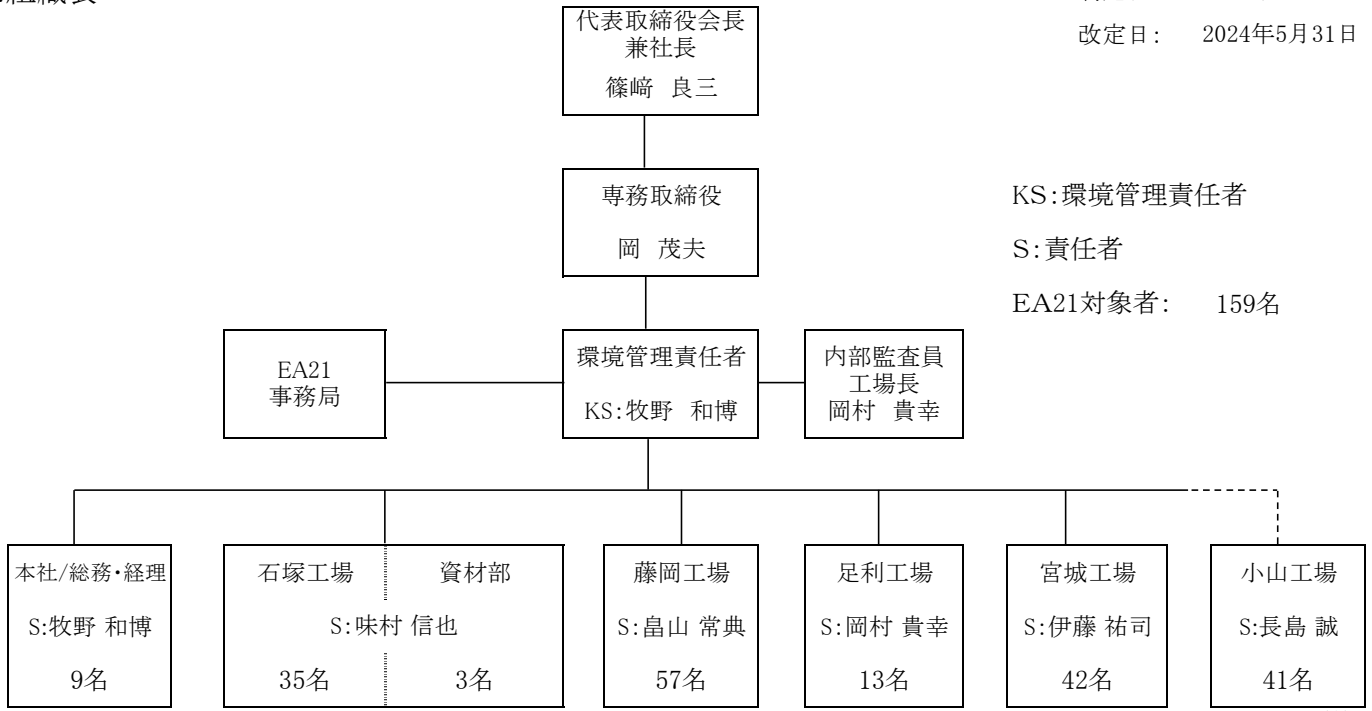 代表取締役会長
兼社長
篠﨑 良三
改定日: 2024年5月31日
専務取締役
岡 茂夫
KS:環境管理責任者
S:責任者
EA21対象者: 159名
EA21
事務局
環境管理責任者
KS:牧野 和博
内部監査員
工場長
岡村 貴幸
本社/総務・経理
S:牧野 和博
9名
石塚工場 資材部
S:味村 信也
35名 3名
藤岡工場
S:畠山 常典
57名
足利工場
S:岡村 貴幸
13名
宮城工場
S:伊藤 祐司
42名
小山工場
S:長島 誠
41名